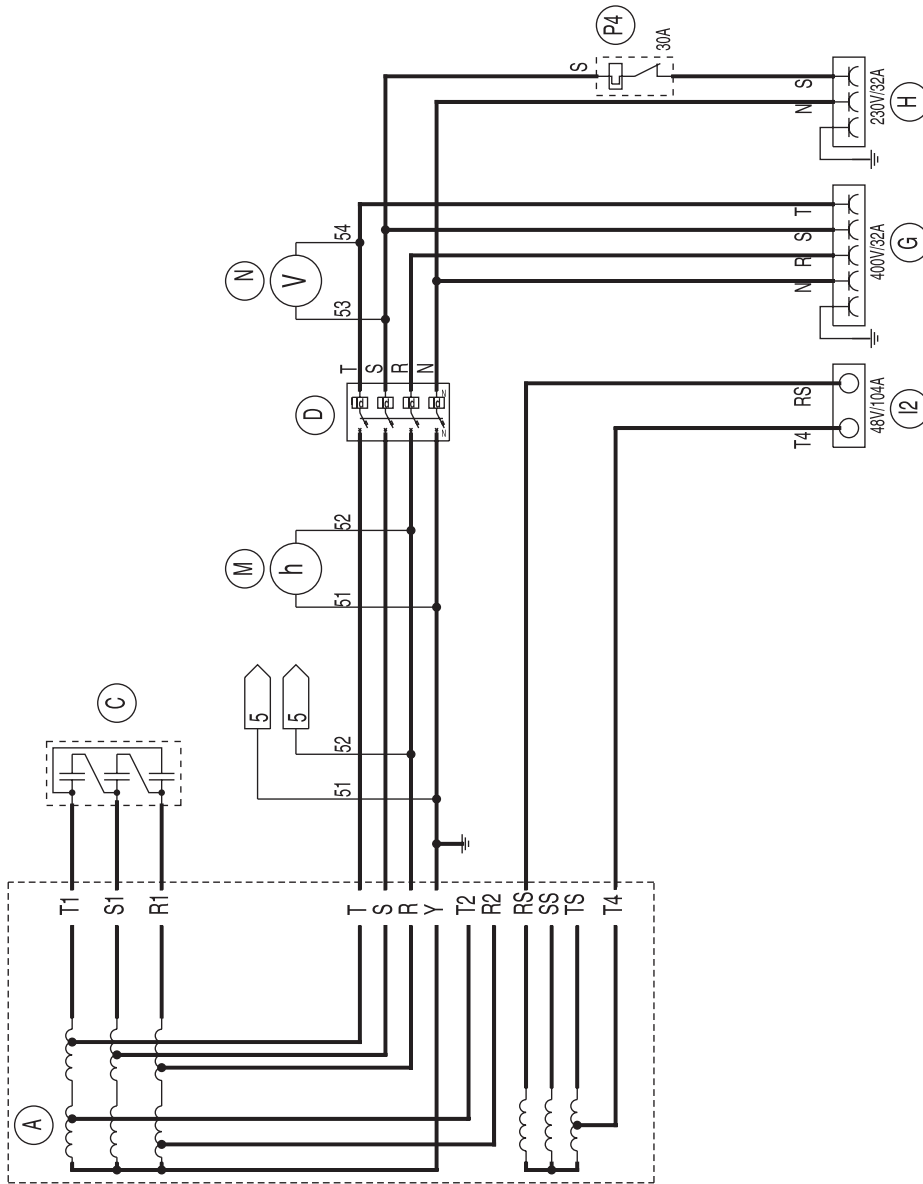 A
T1
S1
C
R1
M
N
5
h
V
5
D
51
52
51
52
53
54
T
T
S
S
R
R
Y
N
N
N
T2
R2
RS
SS
TS
T4
S
P4
30A
T4
RS
N
R
S
T
N
S
48V/104A
400V/32A
230V/32A
I2
G
H